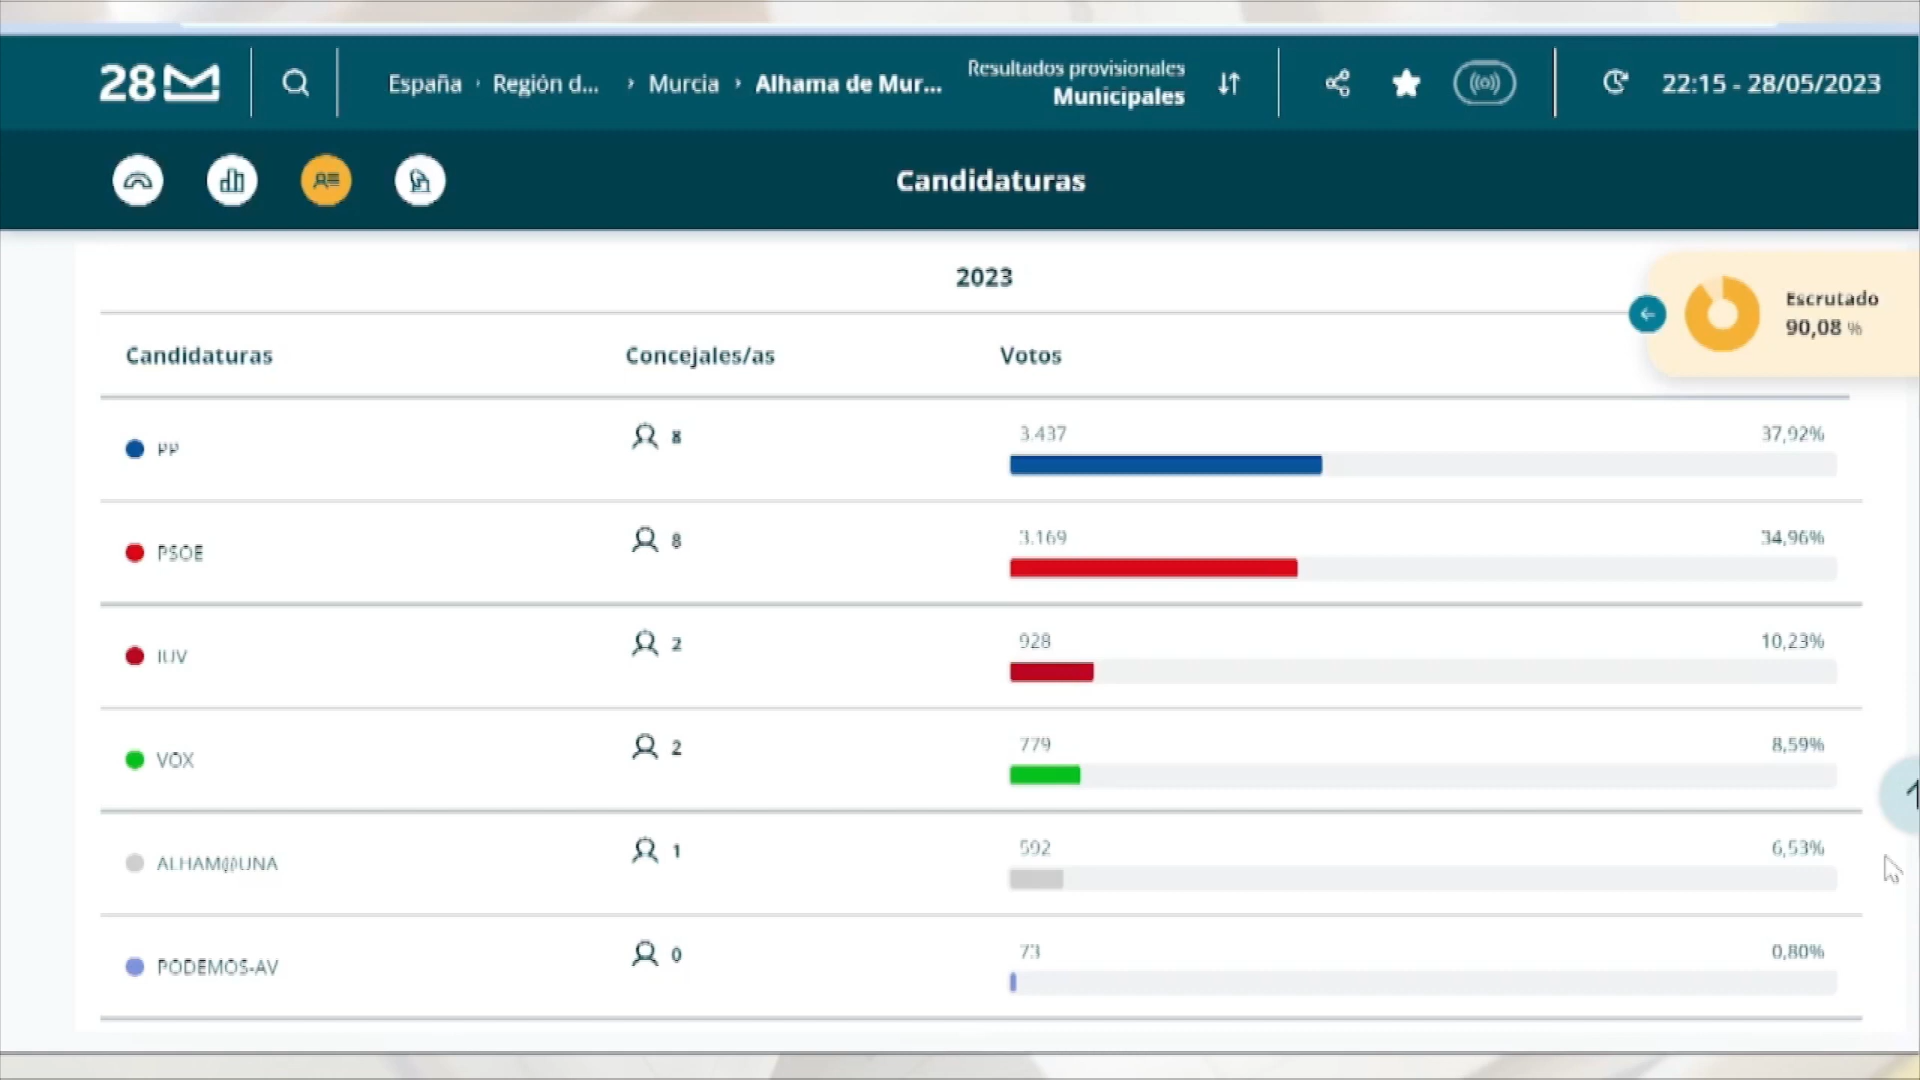 28M
España › Región d... › Murcia › Alhama de Mur...
Resultados provisionales
Municipales
22:15 - 28/05/2023
Candidaturas
2023
Escrutado
90,08 %
Candidaturas Concejales/as Votos
PP 8 3.437 37,92%
PSOE 8 3.169 34,96%
IUV 2 928 10,23%
VOX 2 779 8,59%
ALHAM@UNA 1 592 6,53%
PODEMOS-AV 0 73 0,80%